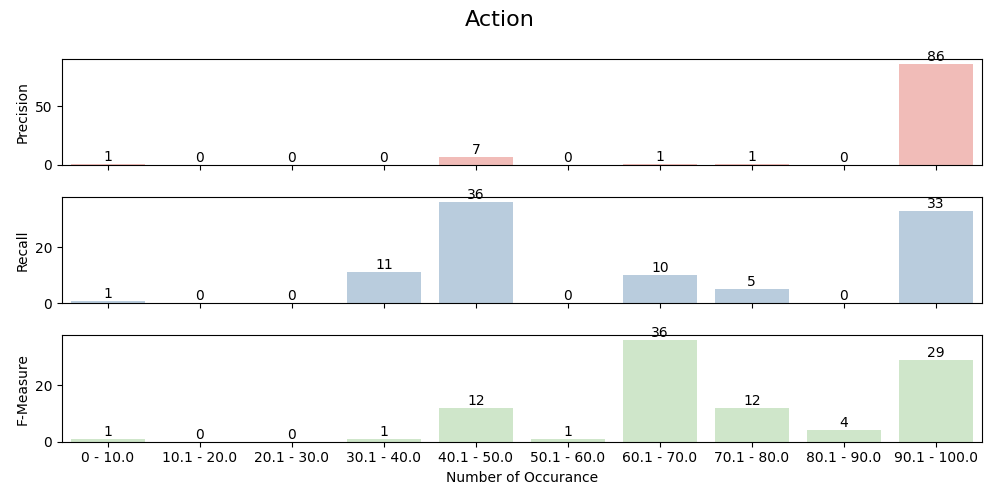 Action
Precision
50
0
1 0 0 0 7 0 1 1 0 86
Recall
20
0
1 0 0 11 36 0 10 5 0 33
F-Measure
20
0
1 0 0 1 12 1 36 12 4 29
0 - 10.0 10.1 - 20.0 20.1 - 30.0 30.1 - 40.0 40.1 - 50.0 50.1 - 60.0 60.1 - 70.0 70.1 - 80.0 80.1 - 90.0 90.1 - 100.0
Number of Occurance